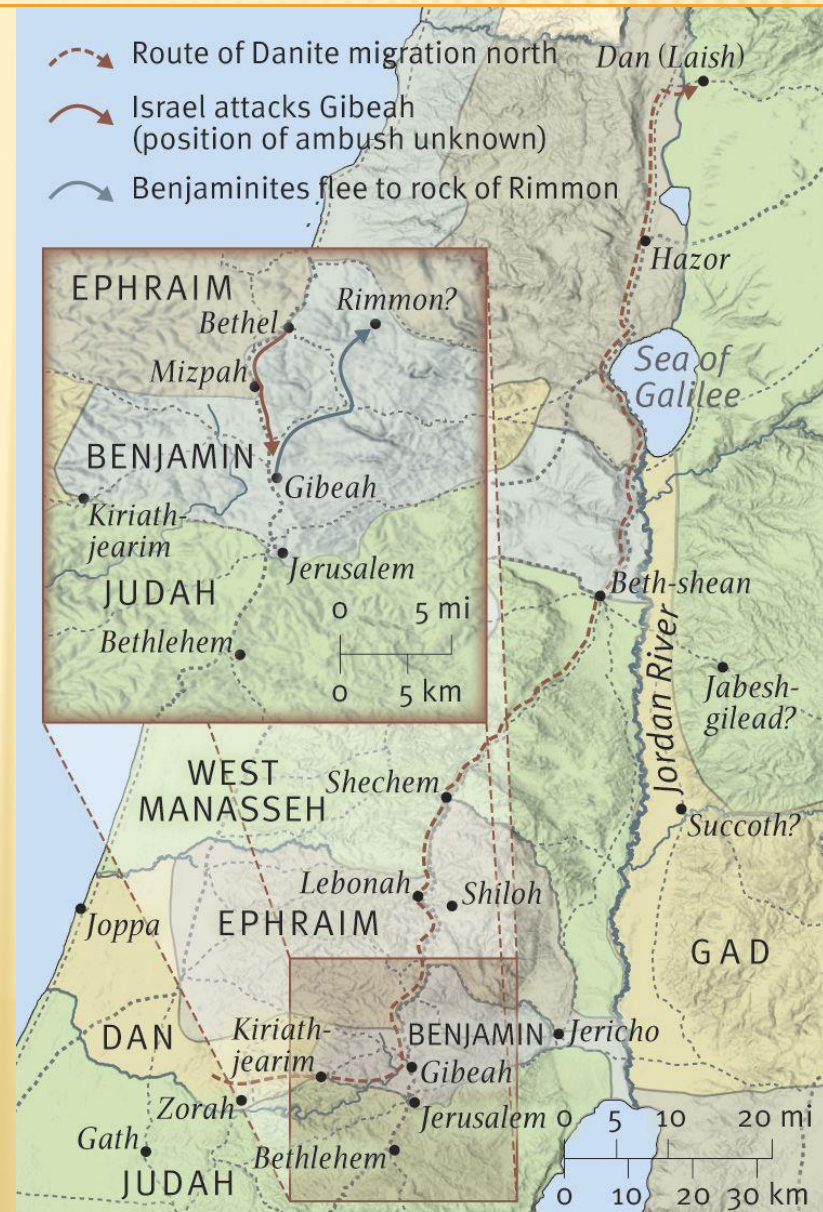 Route of Danite migration north
Israel attacks Gibeah
(position of ambush unknown)
Benjaminites flee to rock of Rimmon
Dan (Laish)
Hazor
Sea of
Galilee
EPHRAIM
Bethel
Rimmon?
Mizpah
BENJAMIN
Gibeah
Kiriath-
jearim
Jerusalem
JUDAH
Bethlehem
0 5 mi
0 5 km
Beth-shean
Jordan River
Jabesh-
gilead?
WEST
MANASSEH
Shechem
Succoth?
Lebonah
Shiloh
Joppa
EPHRAIM
GAD
DAN
Kiriath-
jearim
BENJAMIN
Jericho
Gibeah
Zorah
Jerusalem
Gath
Bethlehem
JUDAH
0 5 10 20 mi
0 10 20 30 km